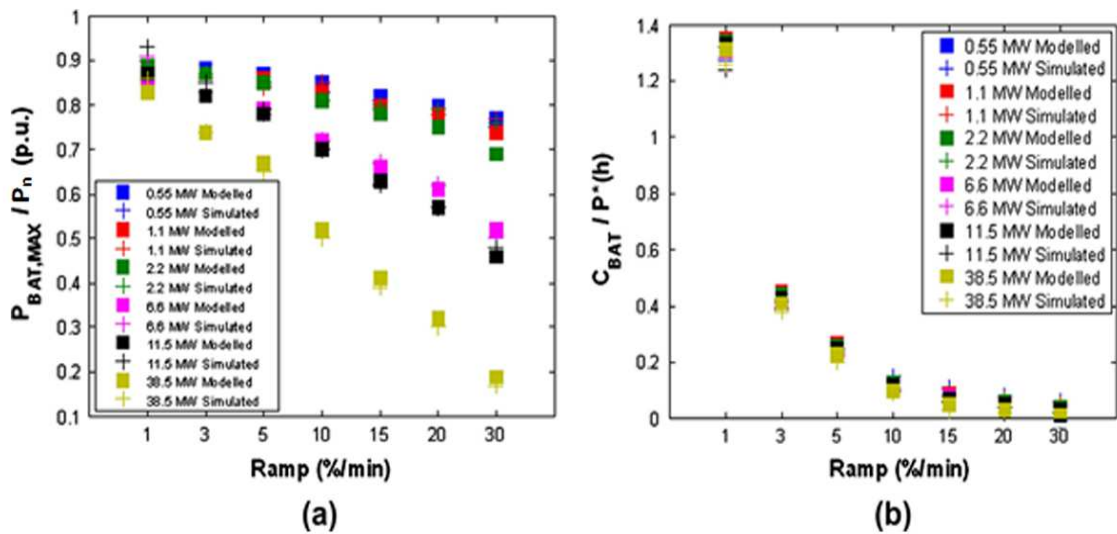 P_BAT,MAX / P_n (p.u.)
1
0.9
0.8
0.7
0.6
0.5
0.4
0.3
0.2
0.1
0.55 MW Modelled
0.55 MW Simulated
1.1 MW Modelled
1.1 MW Simulated
2.2 MW Modelled
2.2 MW Simulated
6.6 MW Modelled
6.6 MW Simulated
11.5 MW Modelled
11.5 MW Simulated
38.5 MW Modelled
38.5 MW Simulated
1 3 5 10 15 20 30
Ramp (%/min)
(a)
C_BAT / P*(h)
1.4
1.2
1
0.8
0.6
0.4
0.2
0
0.55 MW Modelled
0.55 MW Simulated
1.1 MW Modelled
1.1 MW Simulated
2.2 MW Modelled
2.2 MW Simulated
6.6 MW Modelled
6.6 MW Simulated
11.5 MW Modelled
11.5 MW Simulated
38.5 MW Modelled
38.5 MW Simulated
1 3 5 10 15 20 30
Ramp (%/min)
(b)